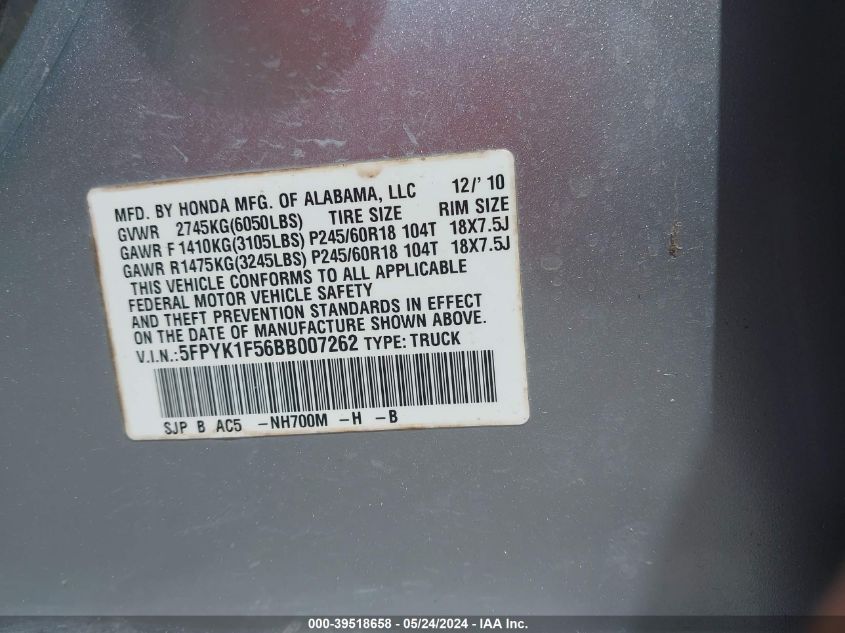 MFD. BY HONDA MFG. OF ALABAMA, LLC 12/' 10
GVWR 2745KG(6050LBS) TIRE SIZE RIM SIZE
GAWR F1410KG(3105LBS) P245/60R18 104T 18X7.5J
GAWR R1475KG(3245LBS) P245/60R18 104T 18X7.5J
THIS VEHICLE CONFORMS TO ALL APPLICABLE
FEDERAL MOTOR VEHICLE SAFETY
AND THEFT PREVENTION STANDARDS IN EFFECT
ON THE DATE OF MANUFACTURE SHOWN ABOVE.
V.I.N.:5FPYK1F56BB007262 TYPE: TRUCK
SJP B AC5 -NH700M -H -B
000-39518658 - 05/24/2024 - IAA Inc.